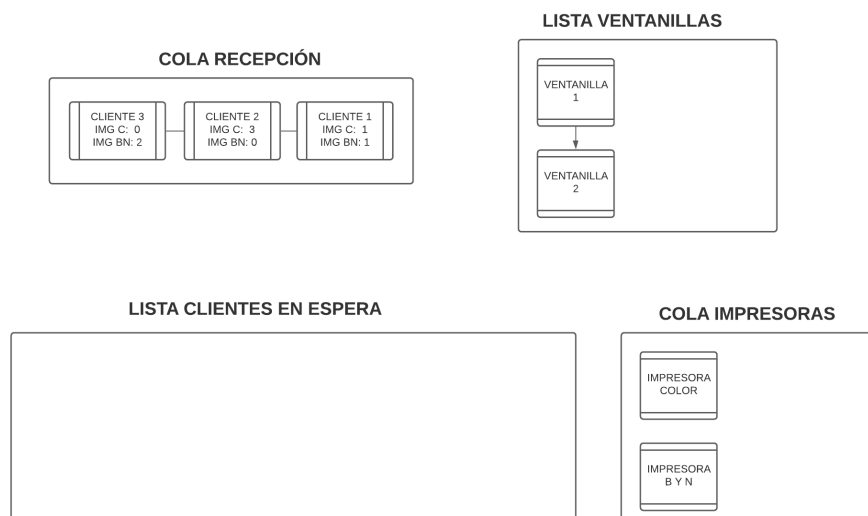 LISTA VENTANILLAS
COLA RECEPCIÓN
CLIENTE 3
IMG C:  0
IMG BN: 2
CLIENTE 2
IMG C:  3
IMG BN: 0
CLIENTE 1
IMG C:  1
IMG BN: 1
VENTANILLA
1
VENTANILLA
2
LISTA CLIENTES EN ESPERA
COLA IMPRESORAS
IMPRESORA
COLOR
IMPRESORA
B Y N